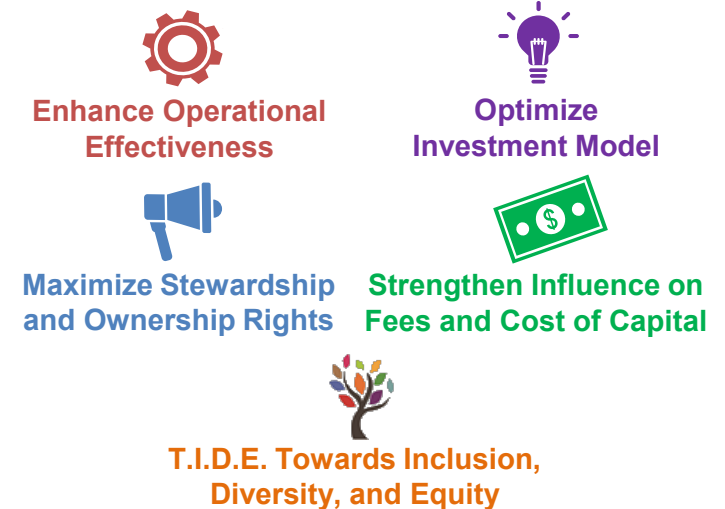 Enhance Operational
Effectiveness
Optimize
Investment Model
Maximize Stewardship
and Ownership Rights
$
Strengthen Influence on
Fees and Cost of Capital
T.I.D.E. Towards Inclusion,
Diversity, and Equity